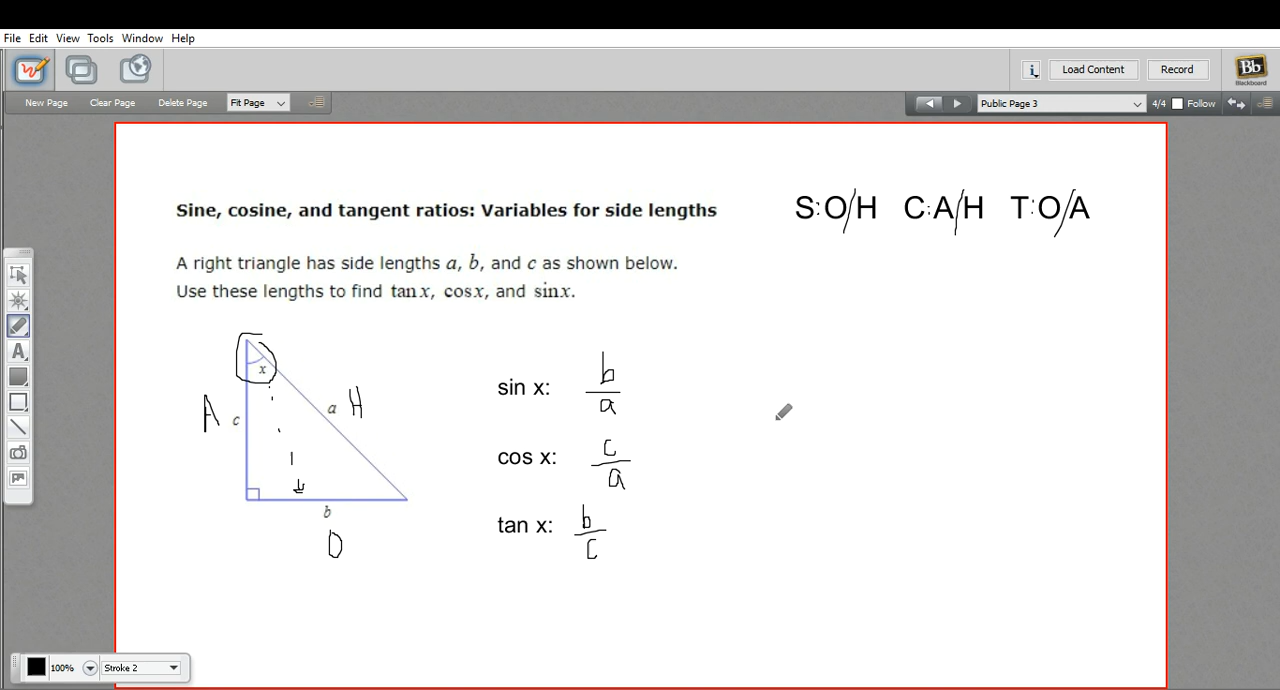 File Edit View Tools Window Help
i Load Content Record Bb
Blackboard
New Page Clear Page Delete Page Fit Page Public Page 3 4/4 Follow
Sine, cosine, and tangent ratios: Variables for side lengths
S:O/H C:A/H T:O/A
A right triangle has side lengths a, b, and c as shown below.
Use these lengths to find tan x, cos x, and sin x.
x
A c
a H
b
O
sin x: b/a
cos x: c/a
tan x: b/c
A
100% Stroke 2